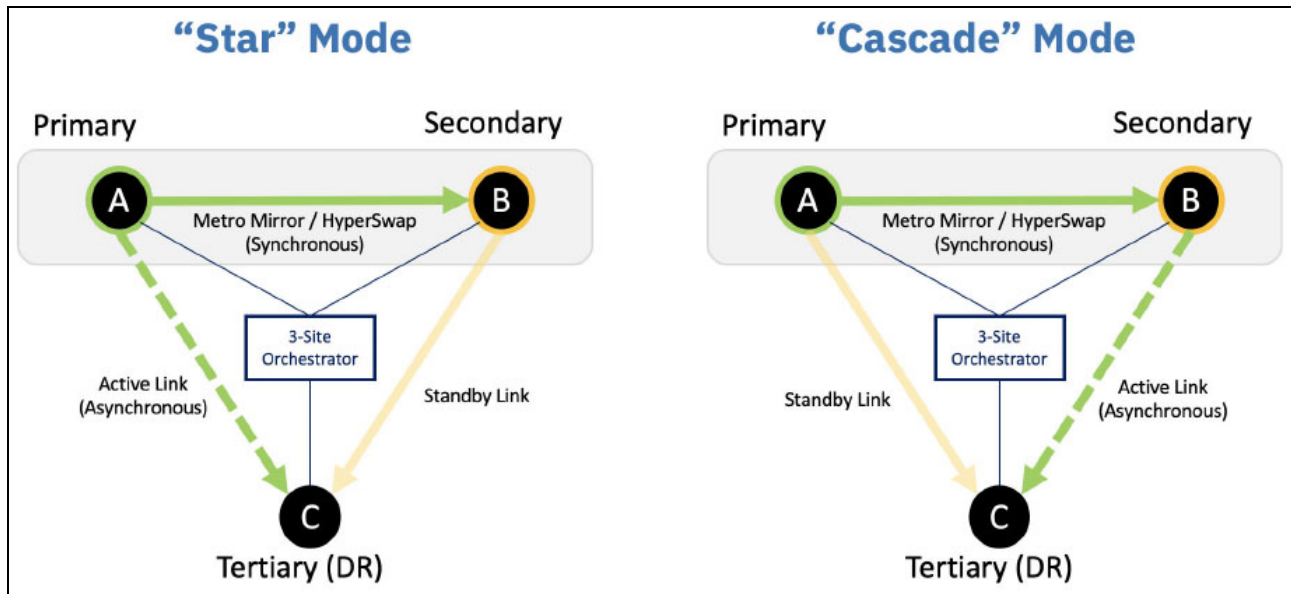 “Star” Mode
Primary
Secondary
A
B
Metro Mirror / HyperSwap
(Synchronous)
3-Site
Orchestrator
Active Link
(Asynchronous)
Standby Link
C
Tertiary (DR)
“Cascade” Mode
Primary
Secondary
A
B
Metro Mirror / HyperSwap
(Synchronous)
3-Site
Orchestrator
Standby Link
Active Link
(Asynchronous)
C
Tertiary (DR)